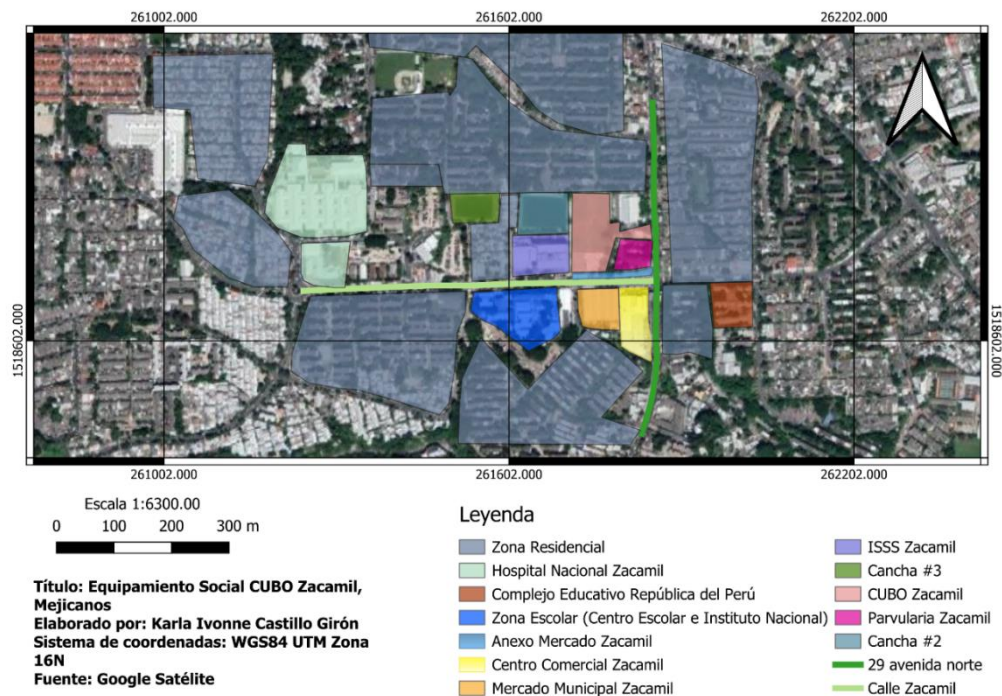 261002.000 261602.000 262202.000
1518602.000 1518602.000
261002.000 261602.000 262202.000
Escala 1:6300.00
0 100 200 300 m
Título: Equipamiento Social CUBO Zacamil,
Mejicanos
Elaborado por: Karla Ivonne Castillo Girón
Sistema de coordenadas: WGS84 UTM Zona
16N
Fuente: Google Satélite
Leyenda
Zona Residencial
Hospital Nacional Zacamil
Complejo Educativo República del Perú
Zona Escolar (Centro Escolar e Instituto Nacional)
Anexo Mercado Zacamil
Centro Comercial Zacamil
Mercado Municipal Zacamil
ISSS Zacamil
Cancha #3
CUBO Zacamil
Parvularia Zacamil
Cancha #2
29 avenida norte
Calle Zacamil